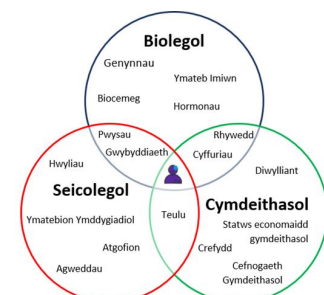 Biolegol
Genynnau
Ymateb Imiwn
Biocemeg
Hormonau
Pwysau
Rhywedd
Gwybyddiaeth
Cyffuriau
Hwyliau
Diwylliant
Seicolegol
Cymdeithasol
Ymatebion Ymddygiadol
Teulu
Statws economaidd
gymdeithasol
Atgofion
Crefydd
Agweddau
Cefnogaeth
Gymdeithasol